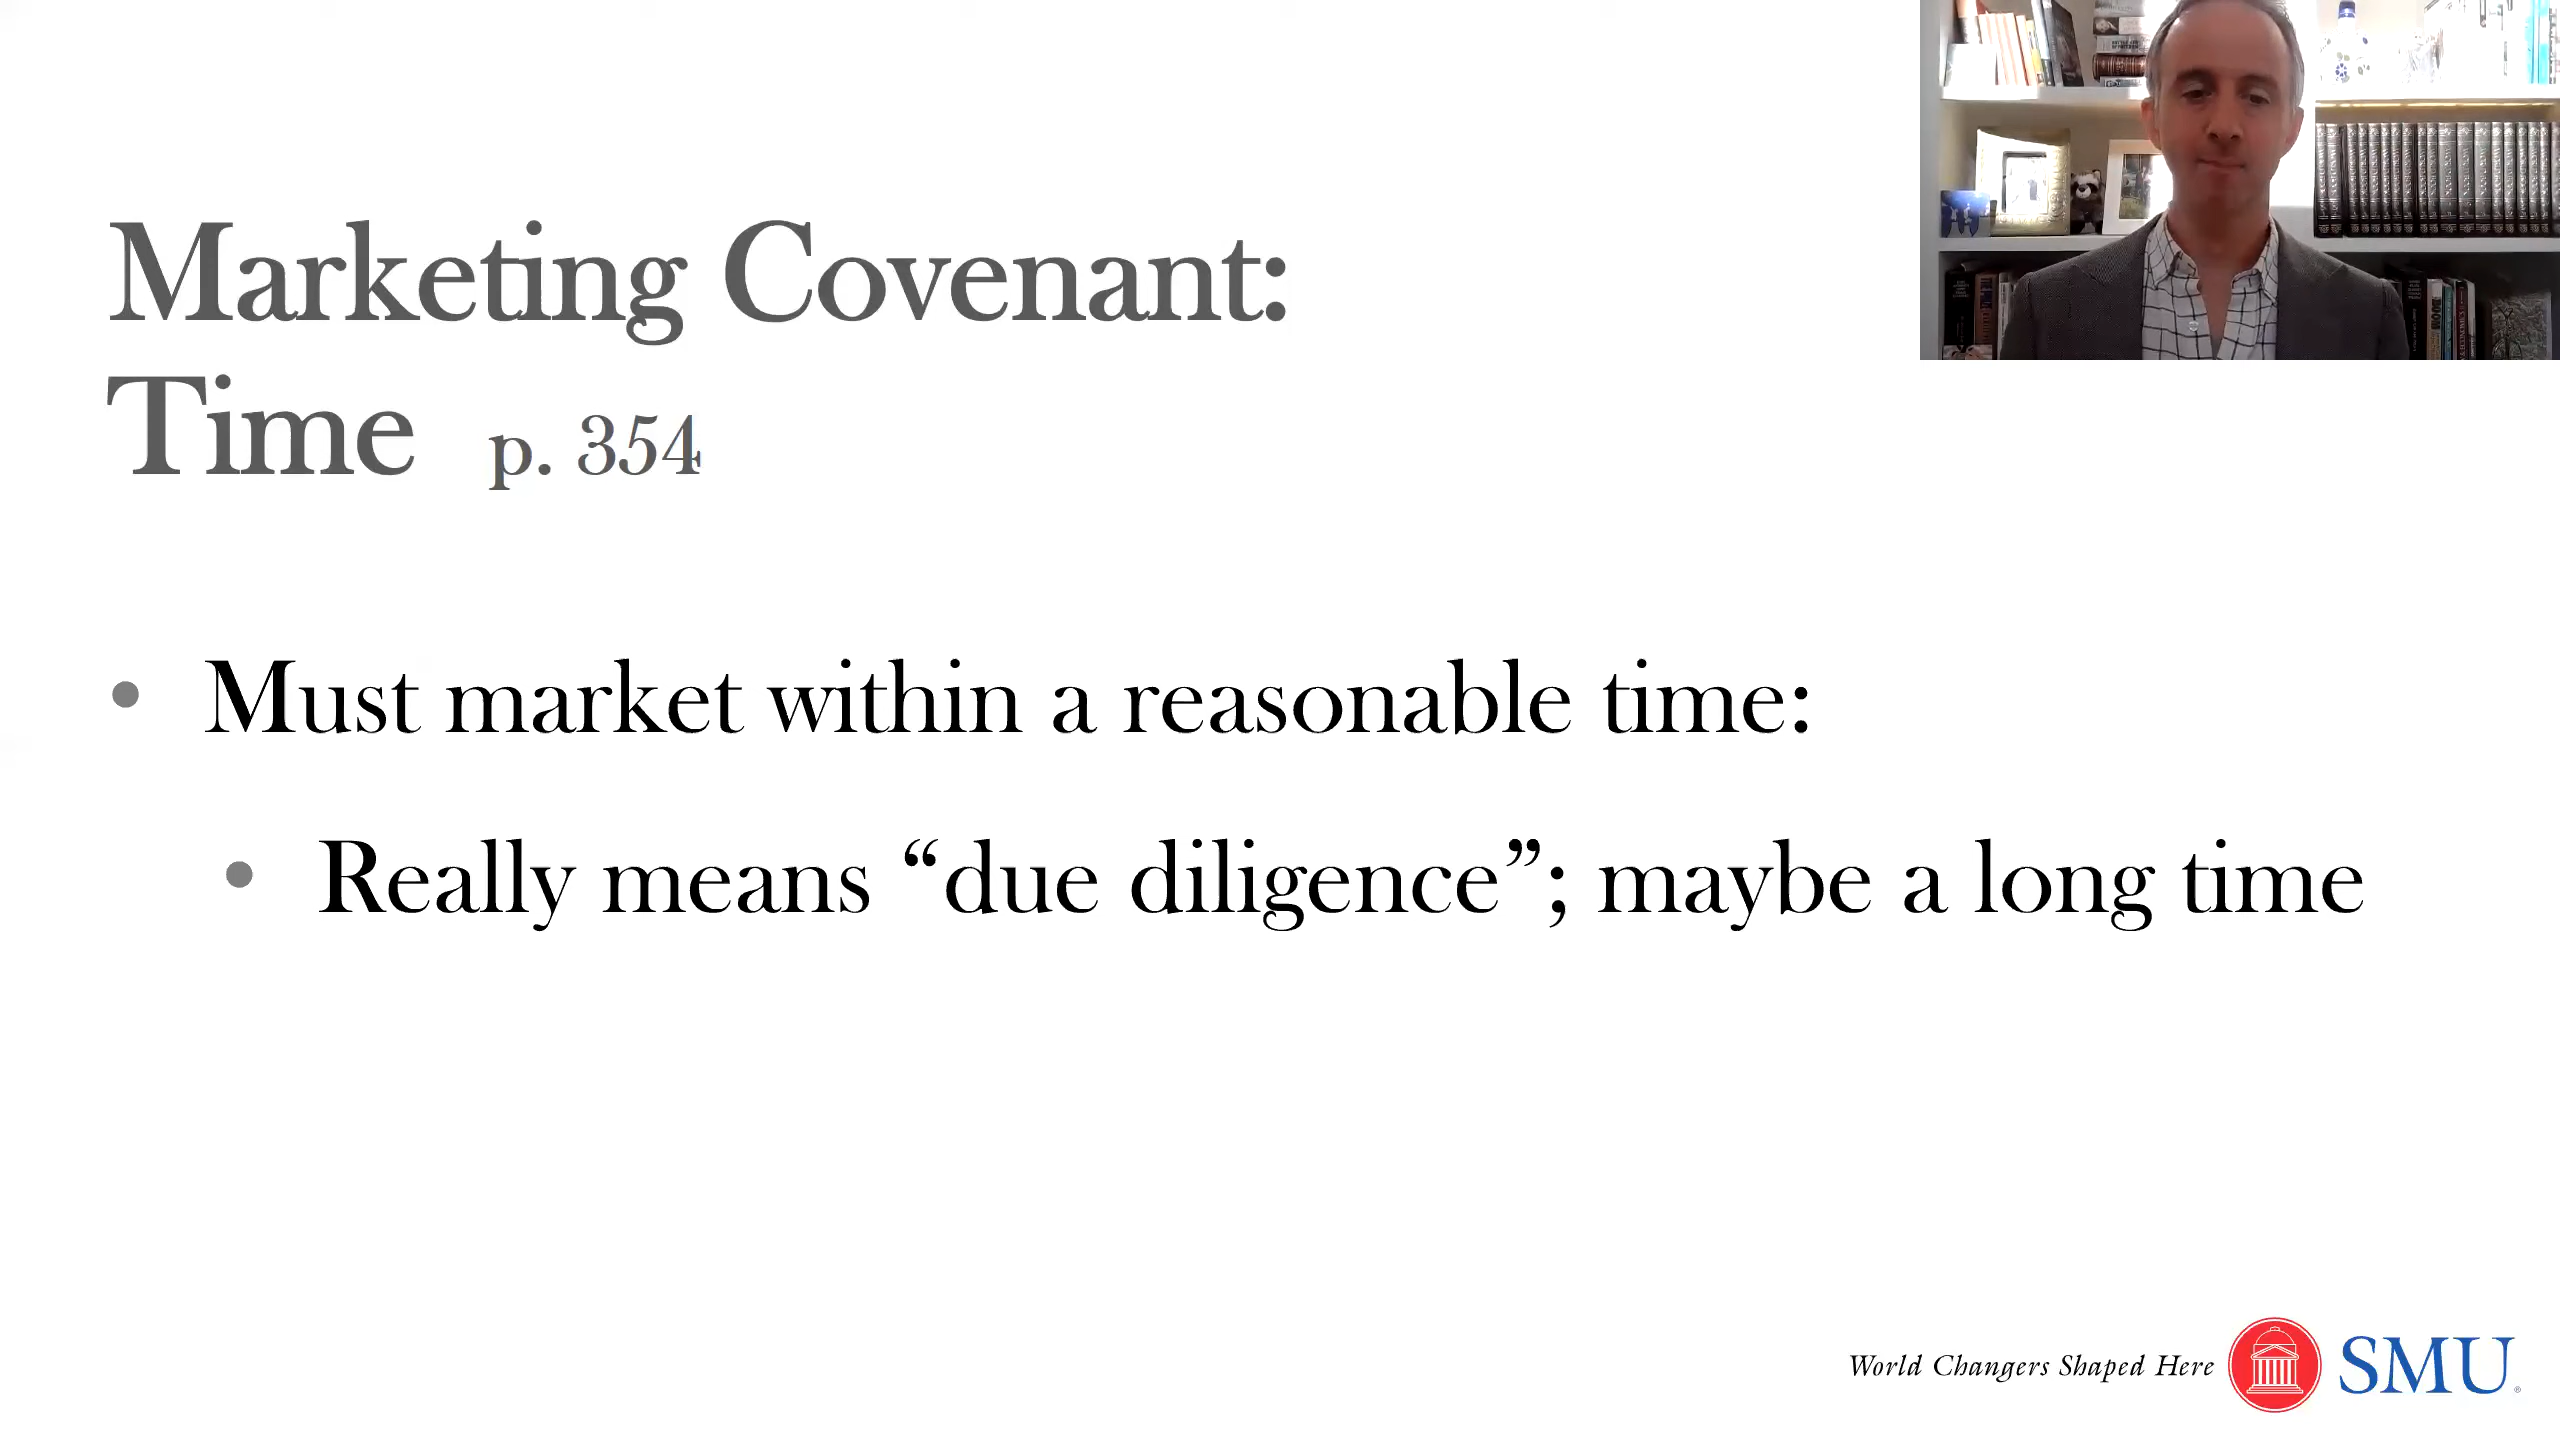 Marketing Covenant:
Time p. 354
• Must market within a reasonable time:
• Really means “due diligence”; maybe a long time
World Changers Shaped Here
SMU®